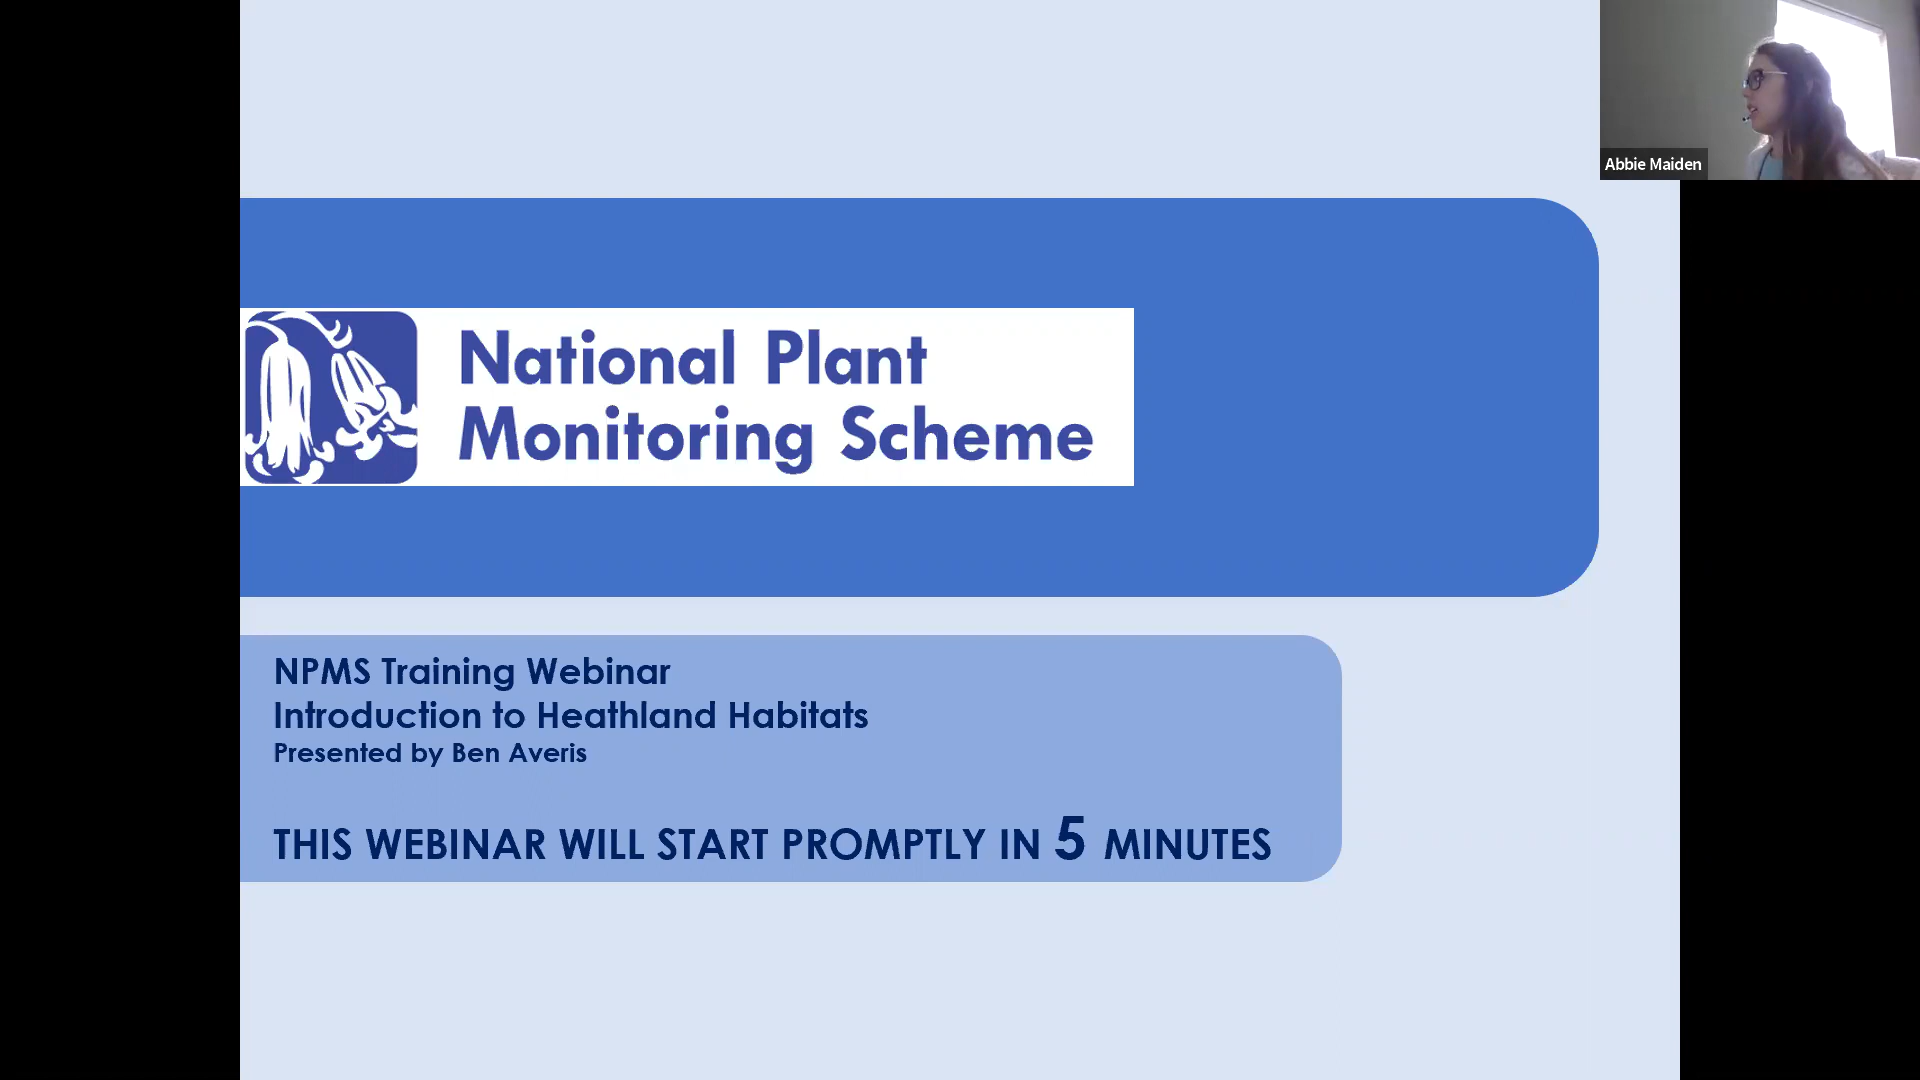 Abbie Maiden
National Plant
Monitoring Scheme
NPMS Training Webinar
Introduction to Heathland Habitats
Presented by Ben Averis
THIS WEBINAR WILL START PROMPTLY IN 5 MINUTES